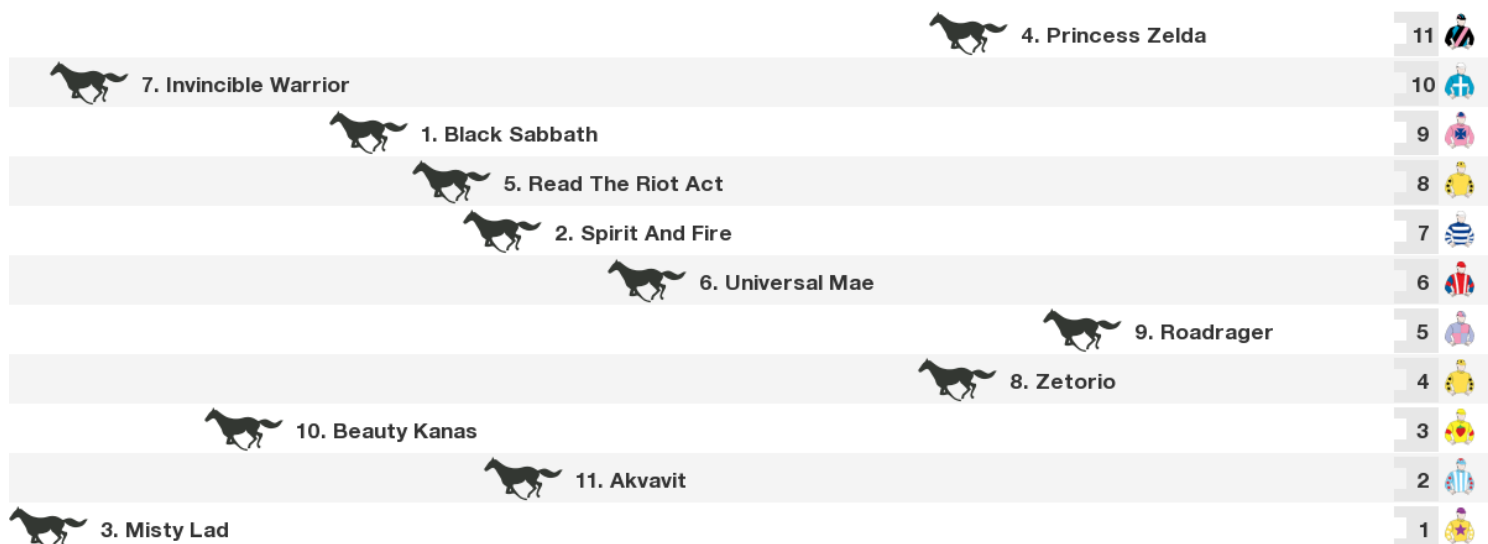 4. Princess Zelda 11
7. Invincible Warrior 10
1. Black Sabbath 9
5. Read The Riot Act 8
2. Spirit And Fire 7
6. Universal Mae 6
9. Roadrager 5
8. Zetorio 4
10. Beauty Kanas 3
11. Akvavit 2
3. Misty Lad 1